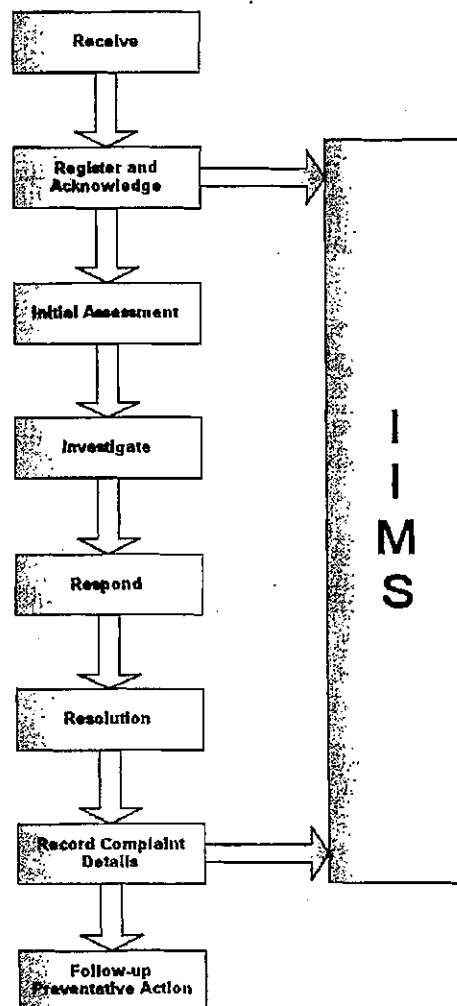 Receive
Register and
Acknowledge
Initial Assessment
Investigate
Respond
Resolution
Record Complaint
Details
Follow-up
Preventative Action
I
I
M
S